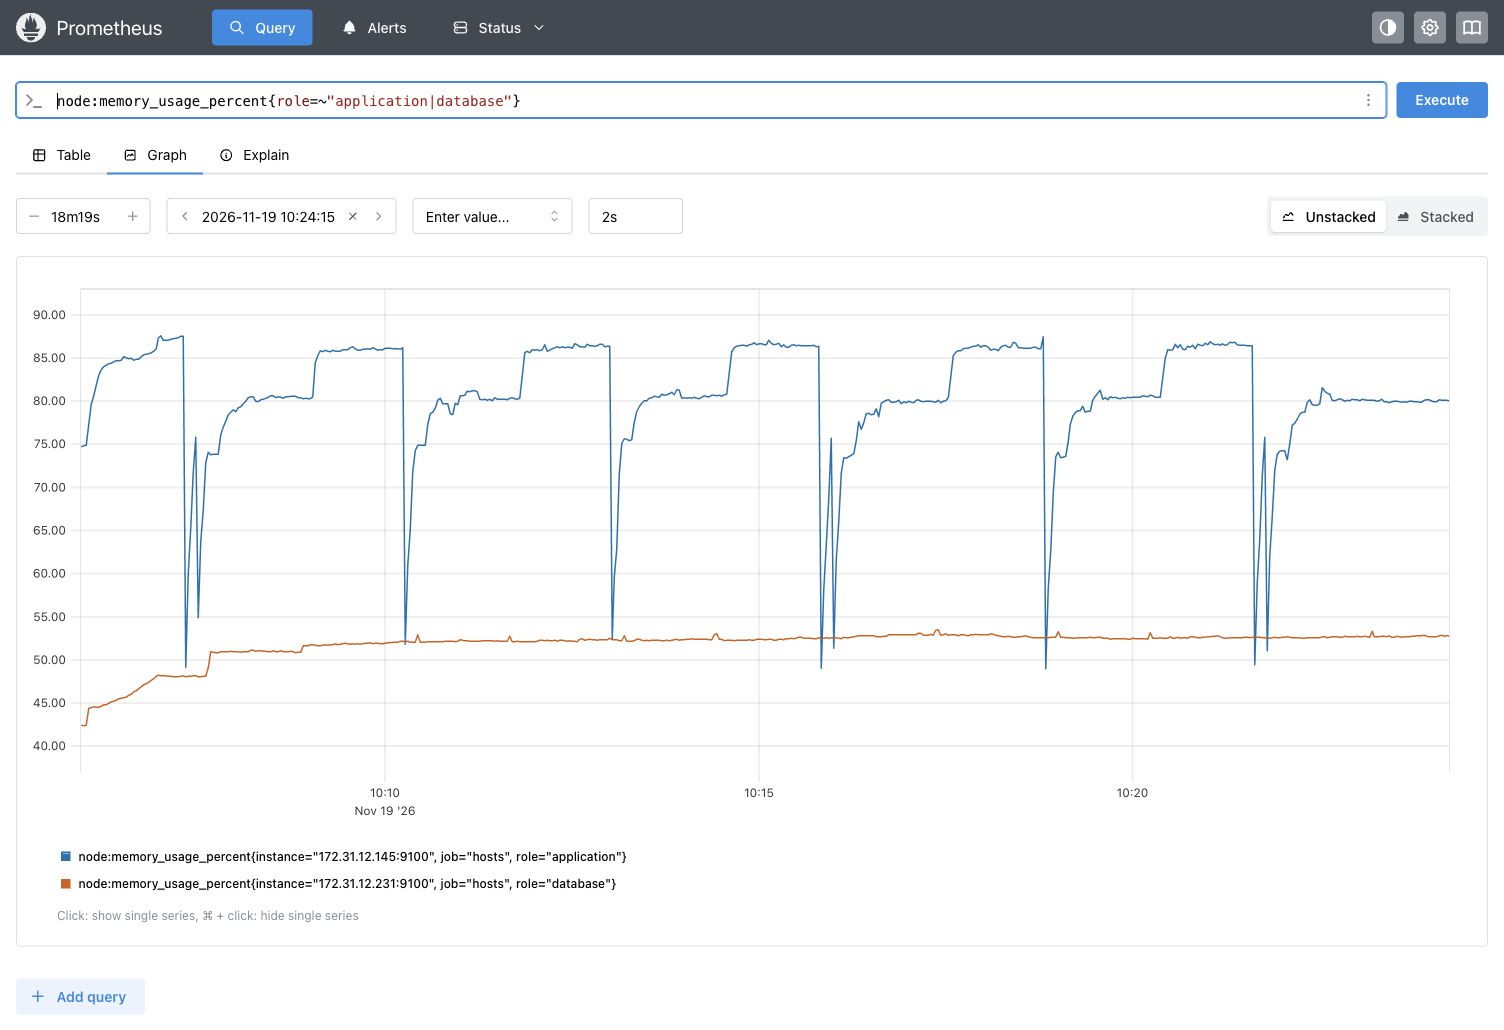 Prometheus Query Alerts Status
node:memory_usage_percent{role=~"application|database"}
Execute
Table Graph Explain
18m19s 2026-11-19 10:24:15 Enter value... 2s Unstacked Stacked
90.00
85.00
80.00
75.00
70.00
65.00
60.00
55.00
50.00
45.00
40.00
10:10 10:15 10:20
Nov 19 '26
node:memory_usage_percent{instance="172.31.12.145:9100", job="hosts", role="application"}
node:memory_usage_percent{instance="172.31.12.231:9100", job="hosts", role="database"}
Click: show single series, ⌘ + click: hide single series
Add query